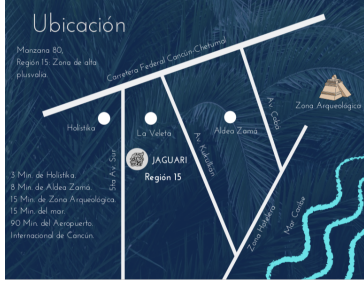 Ubicación
Manzana 80,
Región 15. Zona de alta
plusvalía.
Carretera Federal Cancún-Chetumal
Zona Arqueológica
Holistika
La Veleta
Aldea Zamá
Av. Coba
Av. Kukulkán
5ta Av. Sur
JAGUARI
Región 15
3 Min. de Holistika.
8 Min. de Aldea Zamá.
15 Min. de Zona Arqueológica.
15 Min. del mar.
90 Min. del Aeropuerto
Internacional de Cancún.
Zona Hotelera
Mar Caribe